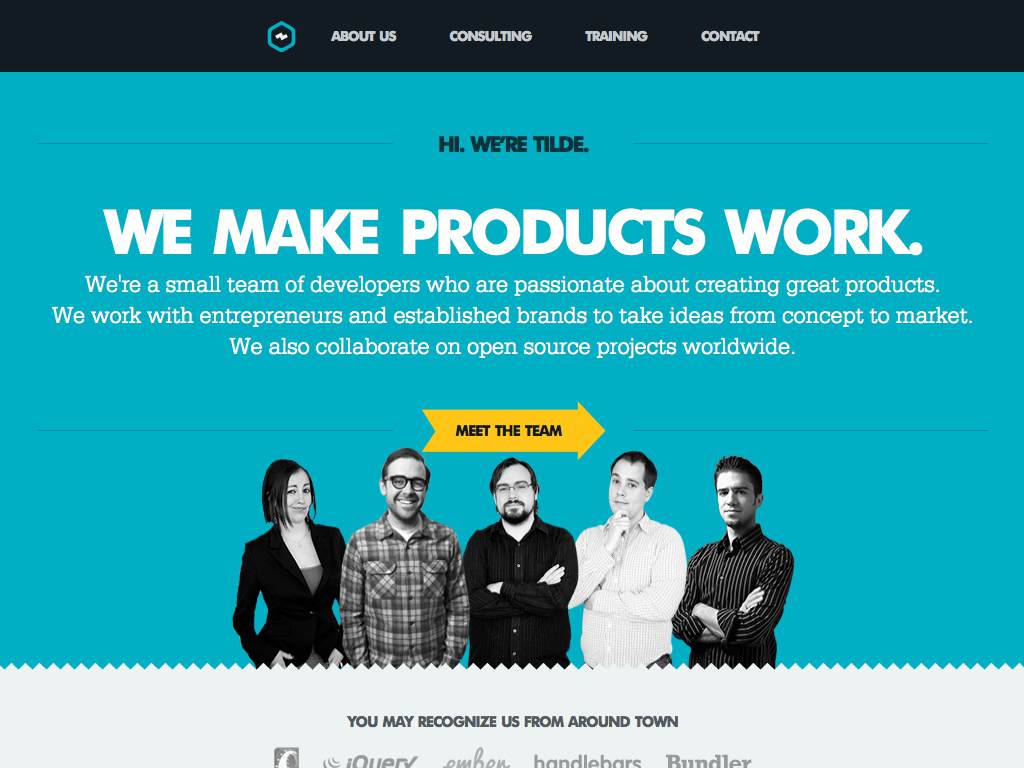 ABOUT US
CONSULTING
TRAINING
CONTACT
HI. WE'RE TILDE.
WE MAKE PRODUCTS WORK.
We're a small team of developers who are passionate about creating great products.
We work with entrepreneurs and established brands to take ideas from concept to market.
We also collaborate on open source projects worldwide.
MEET THE TEAM
YOU MAY RECOGNIZE US FROM AROUND TOWN
jQuery
ember
handlebars
Bundler